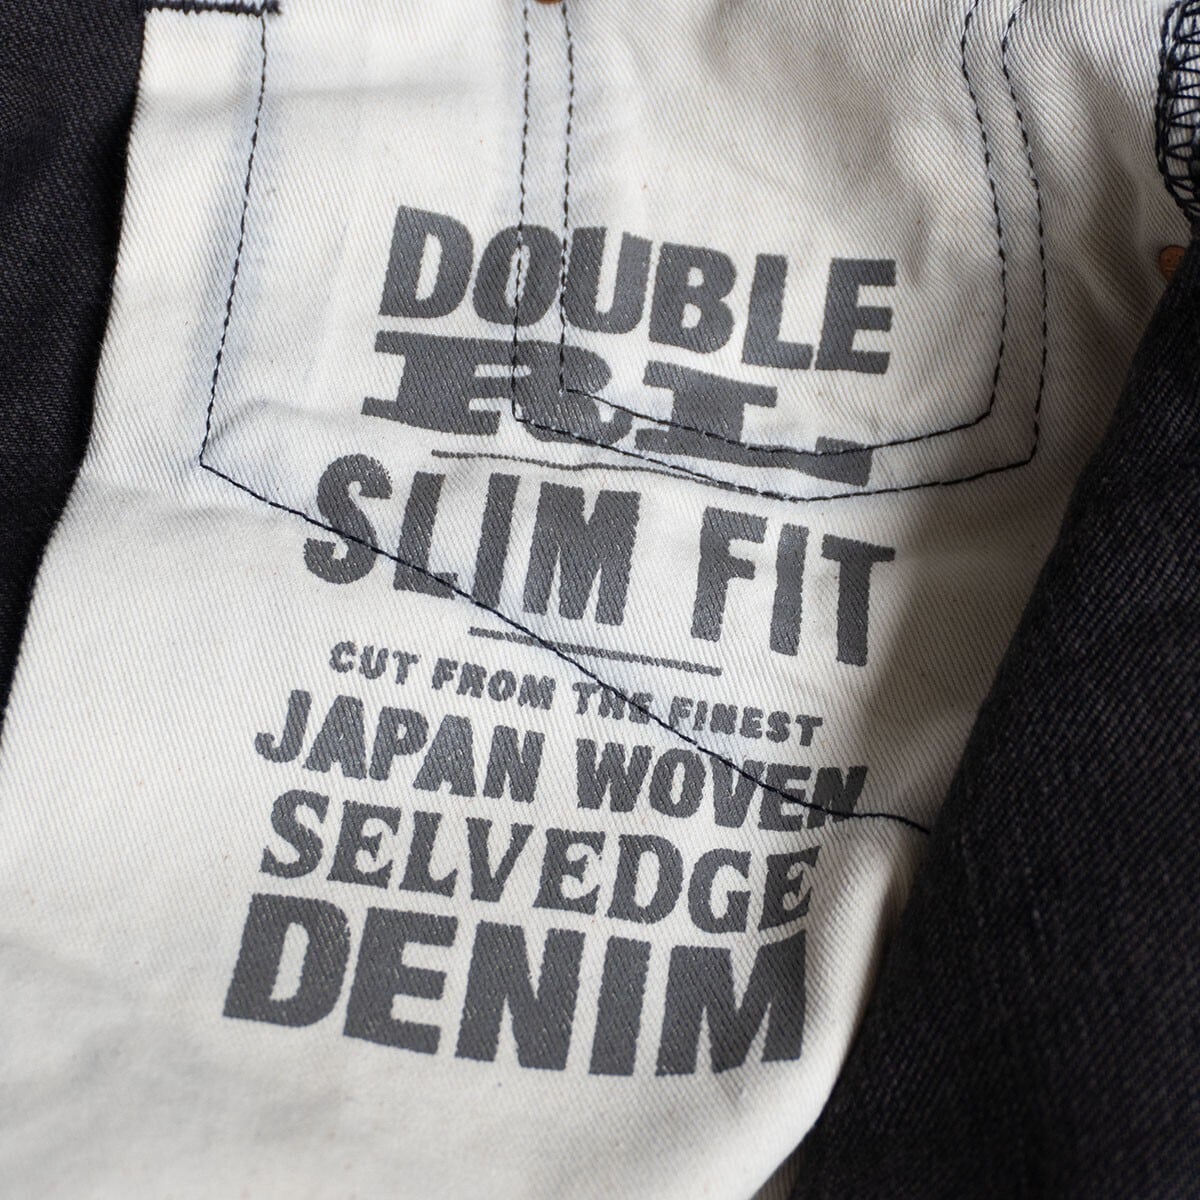 DOUBLE
RL
SLIM FIT
CUT FROM THE FINEST
JAPAN WOVEN
SELVEDGE
DENIM